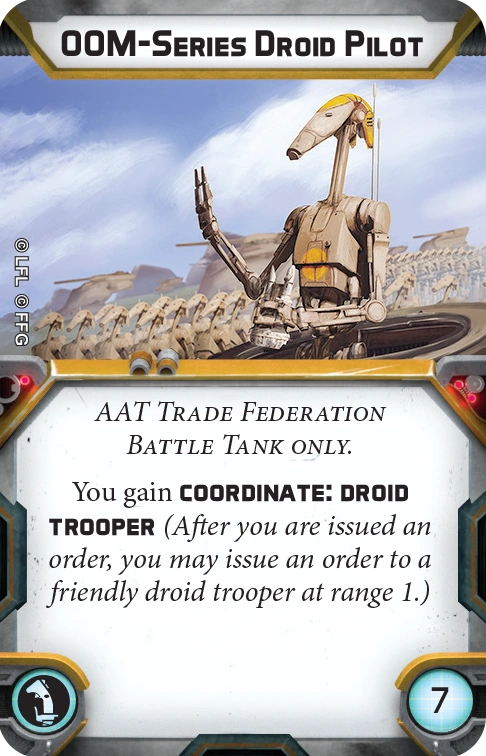 OOM-Series Droid Pilot
© LFL © FFG
AAT Trade Federation
Battle Tank only.
You gain COORDINATE: DROID
TROOPER (After you are issued an
order, you may issue an order to a
friendly droid trooper at range 1.)
7